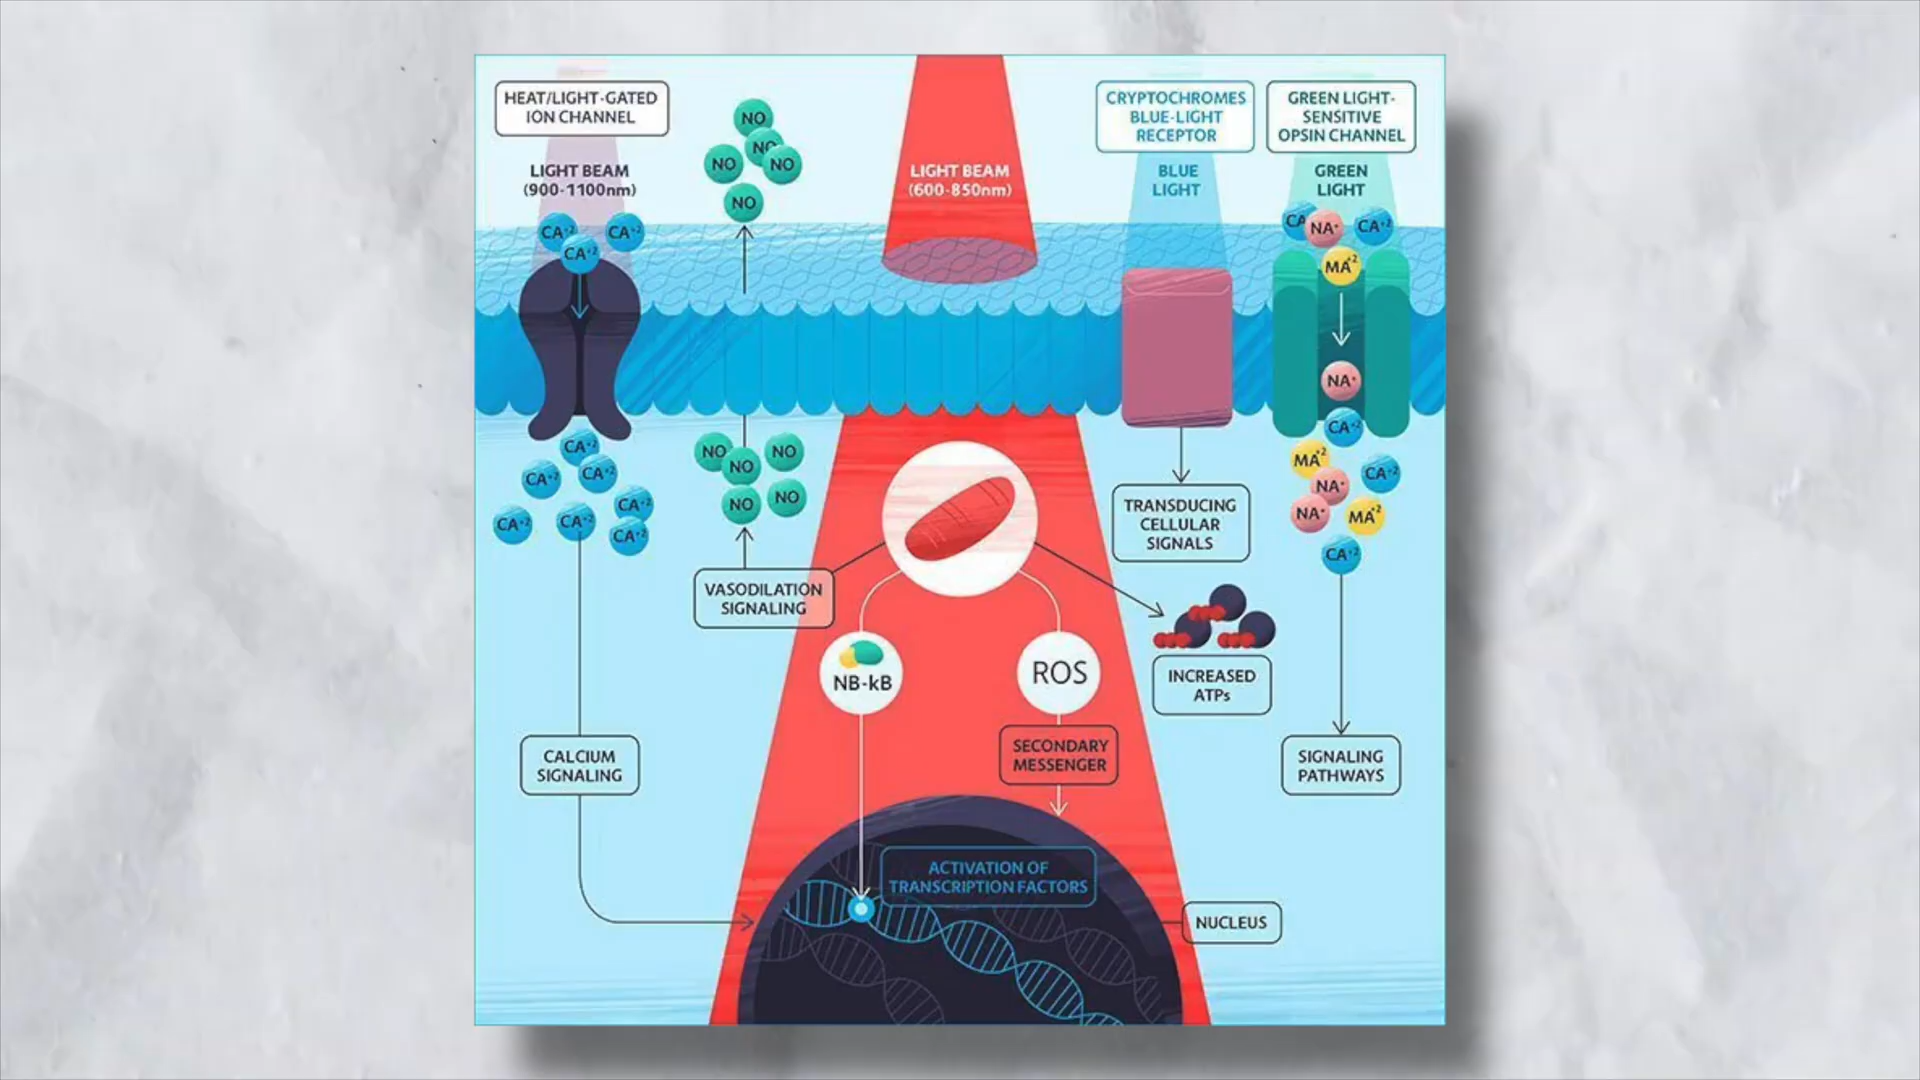 HEAT/LIGHT-GATED
ION CHANNEL
LIGHT BEAM
(900-1100nm)
CA+2
CA+2
CA+2
NO
NO
NO
NO
NO
LIGHT BEAM
(600-850nm)
CRYPTOCHROMES
BLUE-LIGHT
RECEPTOR
BLUE
LIGHT
GREEN LIGHT-
SENSITIVE
OPSIN CHANNEL
GREEN
LIGHT
CA
NA+
CA+2
MA+2
NA+
CA+2
CA+2
CA+2
CA+2
CA+2
CA+2
CA+2
CA+2
NO
NO
NO
NO
NO
MA+2
CA+2
NA+
NA+
MA+2
CA+2
VASODILATION
SIGNALING
TRANSDUCING
CELLULAR
SIGNALS
NB-kB
ROS
INCREASED
ATPs
SECONDARY
MESSENGER
CALCIUM
SIGNALING
SIGNALING
PATHWAYS
ACTIVATION OF
TRANSCRIPTION FACTORS
NUCLEUS